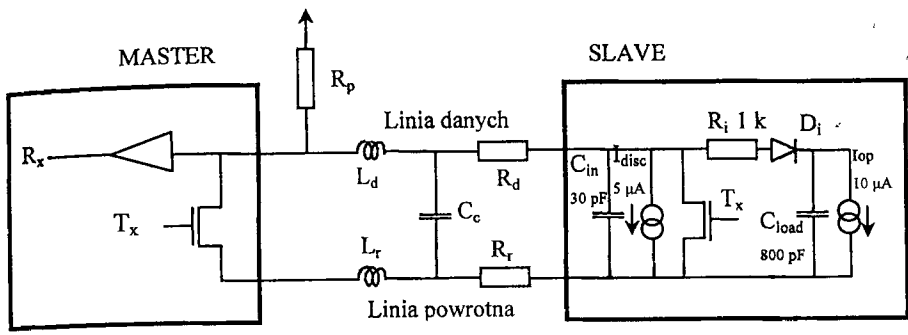 MASTER
SLAVE
R_p
Linia danych
R_i 1 k
D_i
R_x
L_d
R_d
C_in
I_disc
30 pF
5 µA
T_x
I_op
10 µA
T_x
C_c
C_load
800 pF
L_r
R_r
Linia powrotna